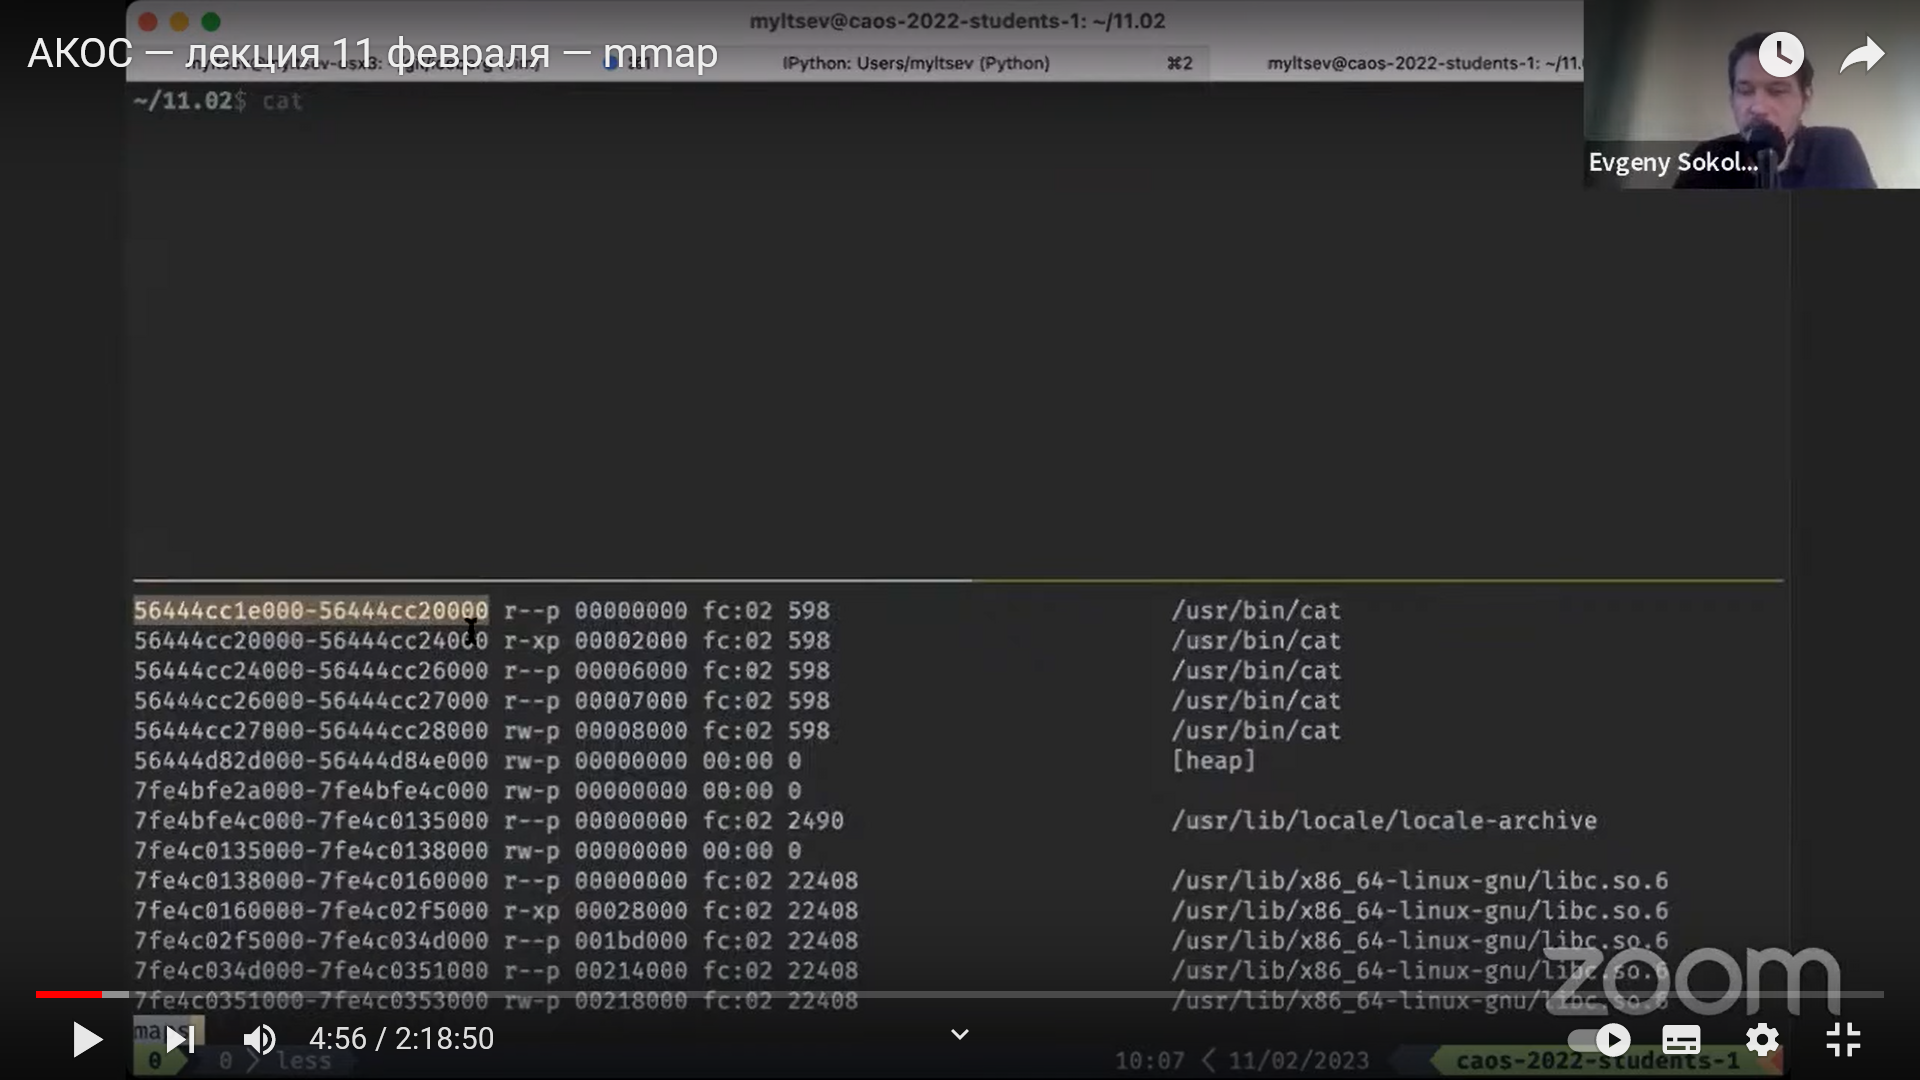 myltsev@caos-2022-students-1: ~/11.02
АКОС — лекция 11 февраля — mmap
IPython: Users/myltsev (Python) ⌘2 myltsev@caos-2022-students-1: ~/11.
~/11.02$ cat
Evgeny Sokol...
56444cc1e000-56444cc20000 r--p 00000000 fc:02 598 /usr/bin/cat
56444cc20000-56444cc24000 r-xp 00002000 fc:02 598 /usr/bin/cat
56444cc24000-56444cc26000 r--p 00006000 fc:02 598 /usr/bin/cat
56444cc26000-56444cc27000 r--p 00007000 fc:02 598 /usr/bin/cat
56444cc27000-56444cc28000 rw-p 00008000 fc:02 598 /usr/bin/cat
56444d82d000-56444d84e000 rw-p 00000000 00:00 0 [heap]
7fe4bfe2a000-7fe4bfe4c000 rw-p 00000000 00:00 0
7fe4bfe4c000-7fe4c0135000 r--p 00000000 fc:02 2490 /usr/lib/locale/locale-archive
7fe4c0135000-7fe4c0138000 rw-p 00000000 00:00 0
7fe4c0138000-7fe4c0160000 r--p 00000000 fc:02 22408 /usr/lib/x86_64-linux-gnu/libc.so.6
7fe4c0160000-7fe4c02f5000 r-xp 00028000 fc:02 22408 /usr/lib/x86_64-linux-gnu/libc.so.6
7fe4c02f5000-7fe4c034d000 r--p 001bd000 fc:02 22408 /usr/lib/x86_64-linux-gnu/libc.so.6
7fe4c034d000-7fe4c0351000 r--p 00214000 fc:02 22408 /usr/lib/x86_64-linux-gnu/libc.so.6
7fe4c0351000-7fe4c0353000 rw-p 00218000 fc:02 22408 /usr/lib/x86_64-linux-gnu/libc.so.6
zoom
maps
4:56 / 2:18:50
0 0 less 10:07 11/02/2023 caos-2022-students-1